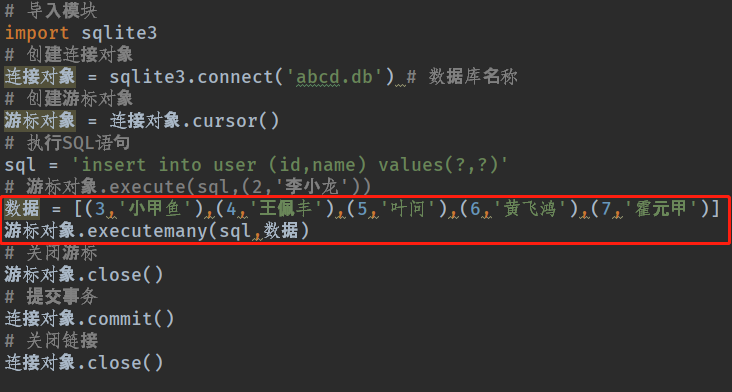 # 导入模块
import sqlite3
# 创建连接对象
连接对象 = sqlite3.connect('abcd.db') # 数据库名称
# 创建游标对象
游标对象 = 连接对象.cursor()
# 执行SQL语句
sql = 'insert into user (id,name) values(?,?)'
# 游标对象.execute(sql,(2,'李小龙'))
数据 = [(3,'小甲鱼'),(4,'王佩丰'),(5,'叶问'),(6,'黄飞鸿'),(7,'霍元甲')]
游标对象.executemany(sql,数据)
# 关闭游标
游标对象.close()
# 提交事务
连接对象.commit()
# 关闭链接
连接对象.close()